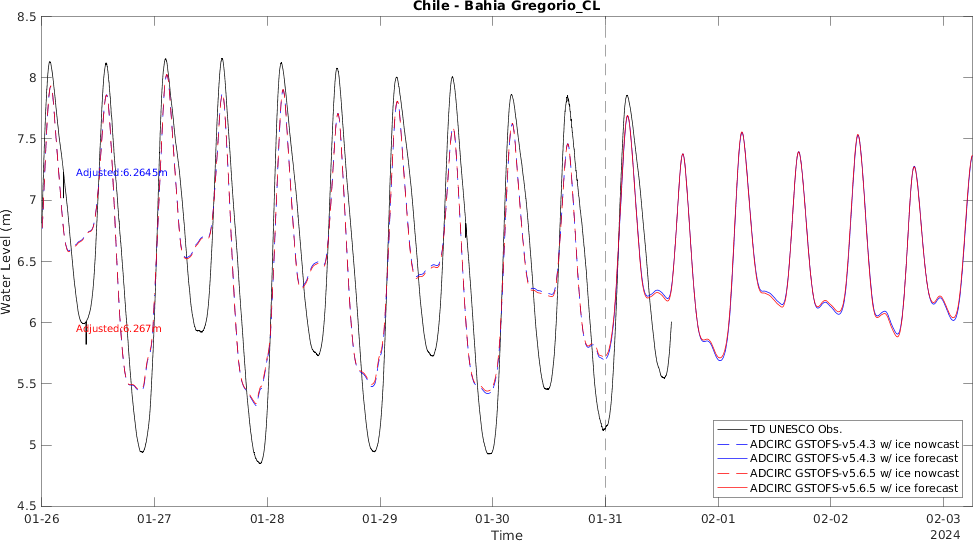 Chile - Bahia Gregorio_CL
8.5
8
7.5
7
6.5
6
5.5
5
4.5
Water Level (m)
Adjusted:6.2645m
Adjusted:6.267m
TD UNESCO Obs.
ADCIRC GSTOFS-v5.4.3 w/ ice nowcast
ADCIRC GSTOFS-v5.4.3 w/ ice forecast
ADCIRC GSTOFS-v5.6.5 w/ ice nowcast
ADCIRC GSTOFS-v5.6.5 w/ ice forecast
01-26 01-27 01-28 01-29 01-30 01-31 02-01 02-02 02-03
Time
2024